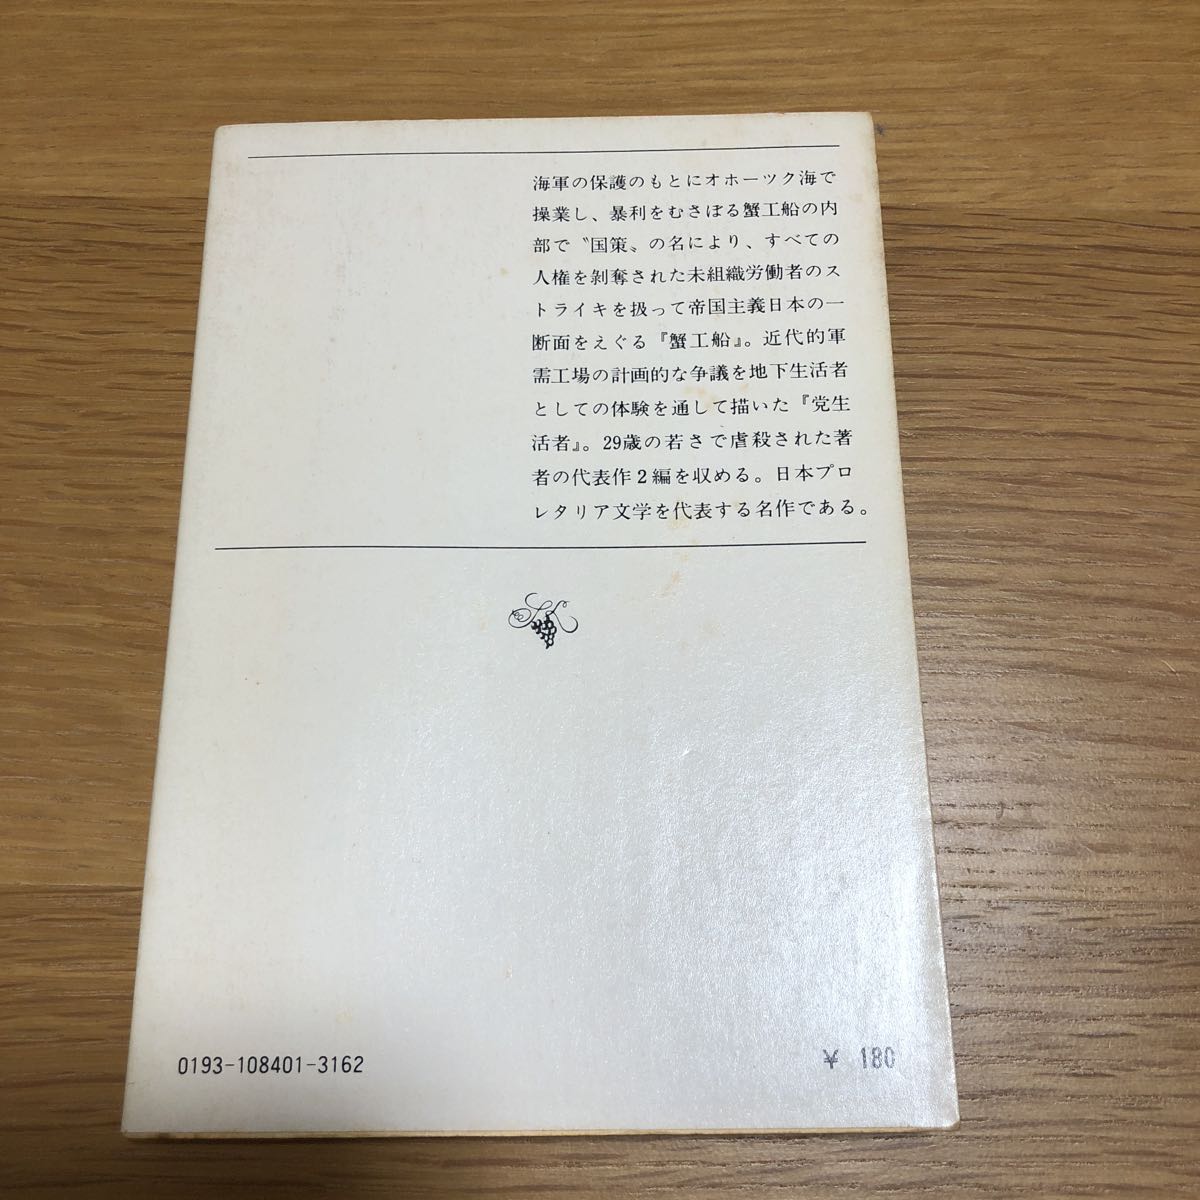 海軍の保護のもとにオホーツク海で
操業し、暴利をむさぼる蟹工船の内
部で〝国策〟の名により、すべての
人権を剝奪された未組織労働者のス
トライキを扱って帝国主義日本の一
断面をえぐる『蟹工船』。近代的軍
需工場の計画的な争議を地下生活者
としての体験を通して描いた『党生
活者』。29歳の若さで虐殺された著
者の代表作2編を収める。日本プロ
レタリア文学を代表する名作である。
SK
0193-108401-3162
¥ 180